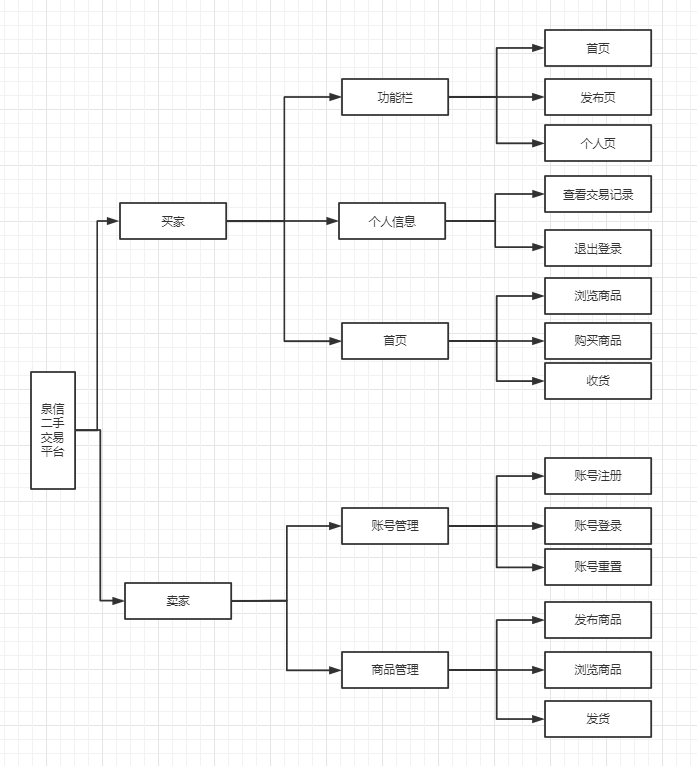 首页
功能栏
发布页
个人页
查看交易记录
买家
个人信息
退出登录
浏览商品
首页
购买商品
收货
泉信
二手
交易
平台
账号注册
账号管理
账号登录
账号重置
卖家
发布商品
商品管理
浏览商品
发货